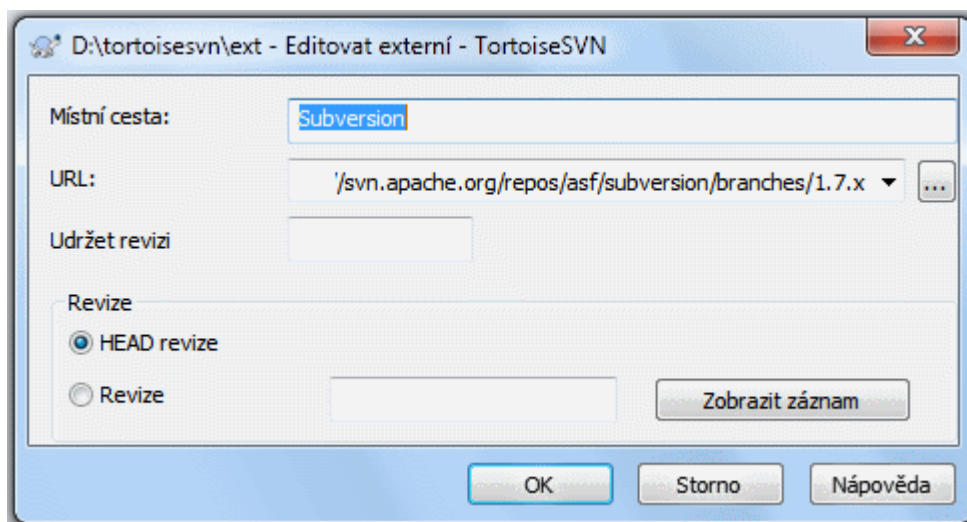 D:\tortoisesvn\ext - Editovat externí - TortoiseSVN
Místní cesta:
Subversion
URL:
'/svn.apache.org/repos/asf/subversion/branches/1.7.x
...
Udržet revizi
Revize
HEAD revize
Revize
Zobrazit záznam
OK
Storno
Nápověda